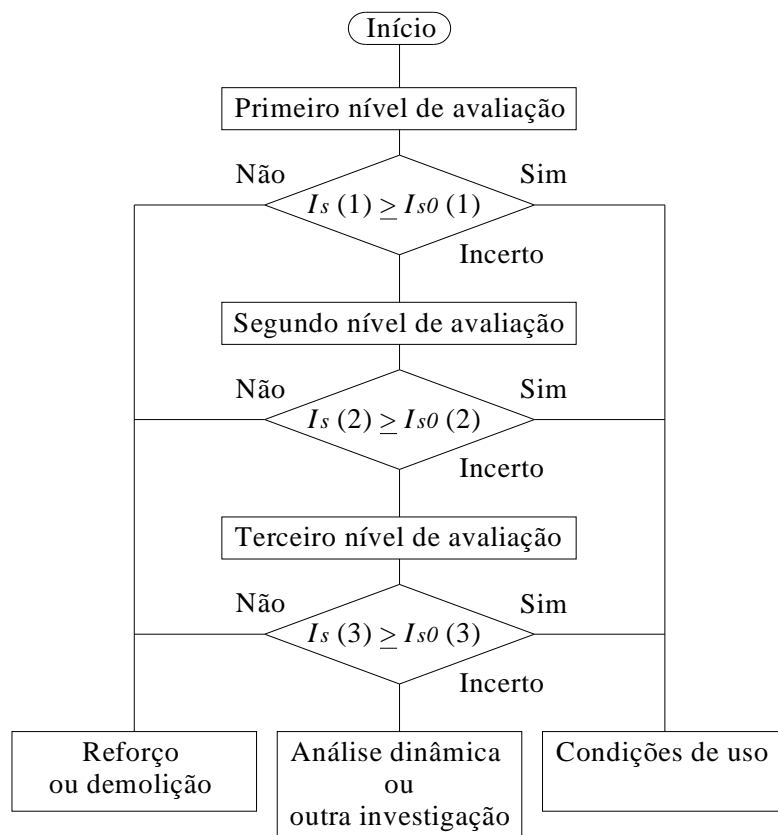 Início
Primeiro nível de avaliação
Não
Sim
Is (1) ≥ Is0 (1)
Incerto
Segundo nível de avaliação
Não
Sim
Is (2) ≥ Is0 (2)
Incerto
Terceiro nível de avaliação
Não
Sim
Is (3) ≥ Is0 (3)
Incerto
Reforço
ou demolição
Análise dinâmica
ou
outra investigação
Condições de uso